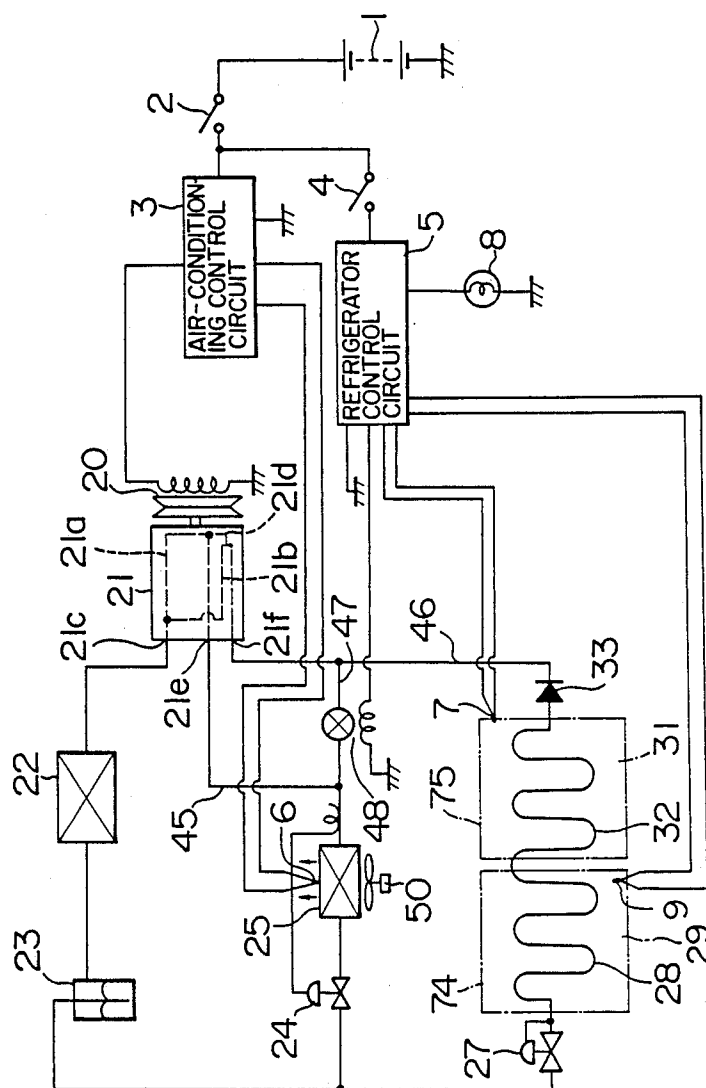 1
2
3
AIR-CONDITION-
ING CONTROL
CIRCUIT
4
5
REFRIGERATOR
CONTROL
CIRCUIT
8
20
21d
21a
21b
21
21c
21e
21f
47
46
33
7
22
45
6
48
31
75
32
25
50
9
29
23
24
74
28
27